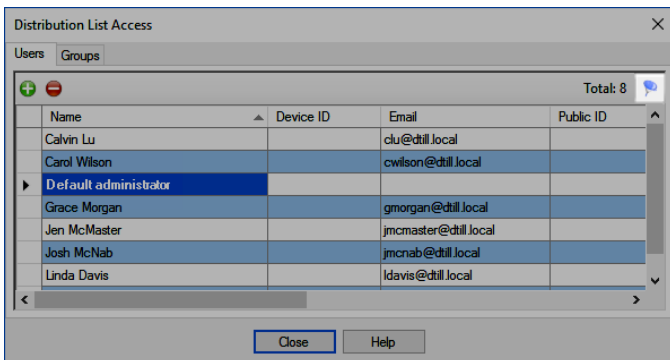 Distribution List Access
Users Groups
Total: 8
Name Device ID Email Public ID
Calvin Lu clu@dtill.local
Carol Wilson cwilson@dtill.local
Default administrator
Grace Morgan gmorgan@dtill.local
Jen McMaster jmcmaster@dtill.local
Josh McNab jmcnab@dtill.local
Linda Davis ldavis@dtill.local
Close Help